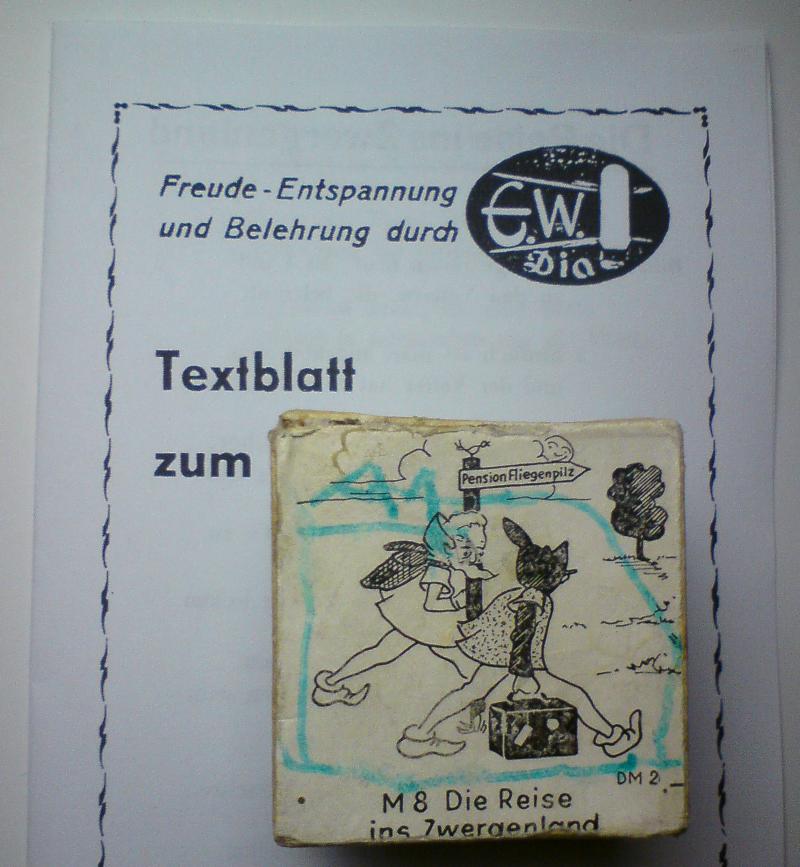 Freude - Entspannung
und Belehrung durch
E.W.
Dia
Textblatt
zum
Pension Fliegenpilz
DM 2.–
M 8 Die Reise
ins Zwergenland